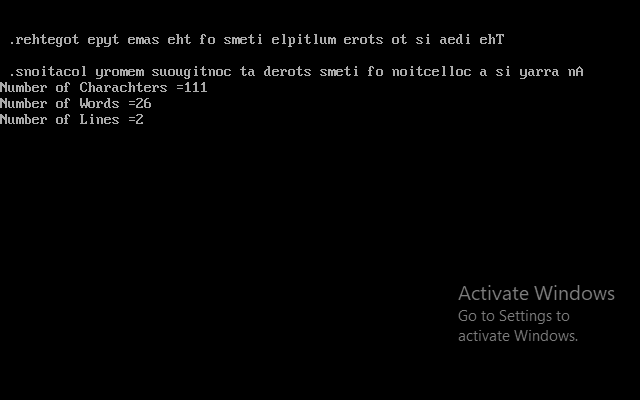 .rehtegot epyt emas eht fo smeti elpitlum erots ot si aedi ehT
.snoitacol yromem suougitnoc ta derots smeti fo noitcelloc a si yarra nA
Number of Charachters =111
Number of Words =26
Number of Lines =2
Activate Windows
Go to Settings to
activate Windows.